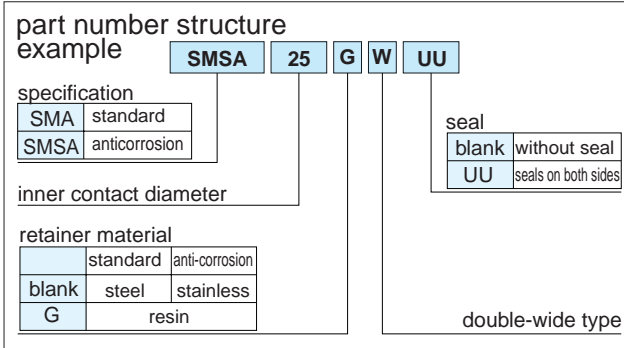 part number structure
example
SMSA 25 G W UU
specification
SMA standard
SMSA anticorrosion
seal
blank without seal
UU seals on both sides
inner contact diameter
retainer material
standard anti-corrosion
blank steel stainless
G resin
double-wide type